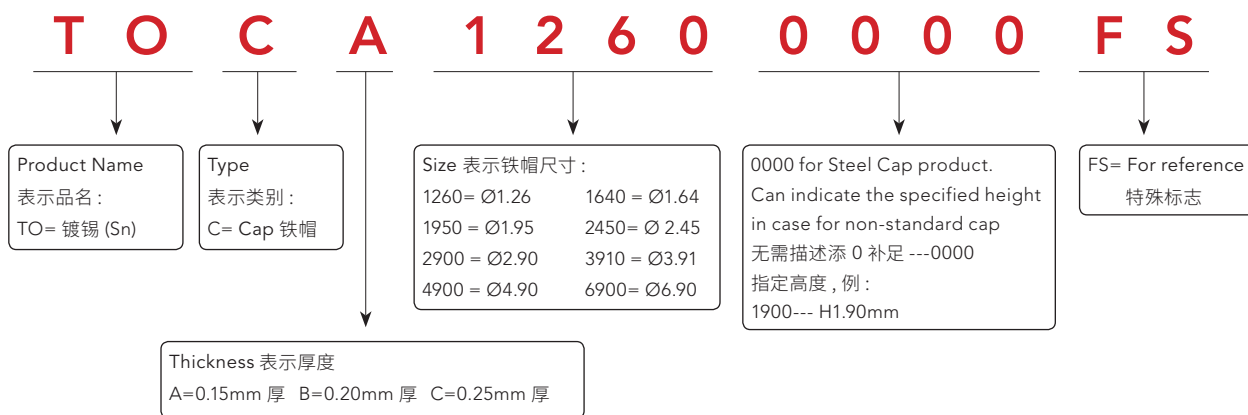 T O C A 1 2 6 0 0 0 0 0 F S
Product Name
表示品名 :
TO= 镀锡 (Sn)
Type
表示类别 :
C= Cap 铁帽
Size 表示铁帽尺寸 :
1260= Ø1.26 1640 = Ø1.64
1950 = Ø1.95 2450= Ø 2.45
2900 = Ø2.90 3910 = Ø3.91
4900 = Ø4.90 6900= Ø6.90
0000 for Steel Cap product.
Can indicate the specified height
in case for non-standard cap
无需描述添 0 补足 ---0000
指定高度 , 例 :
1900--- H1.90mm
FS= For reference
特殊标志
Thickness 表示厚度
A=0.15mm 厚 B=0.20mm 厚 C=0.25mm 厚